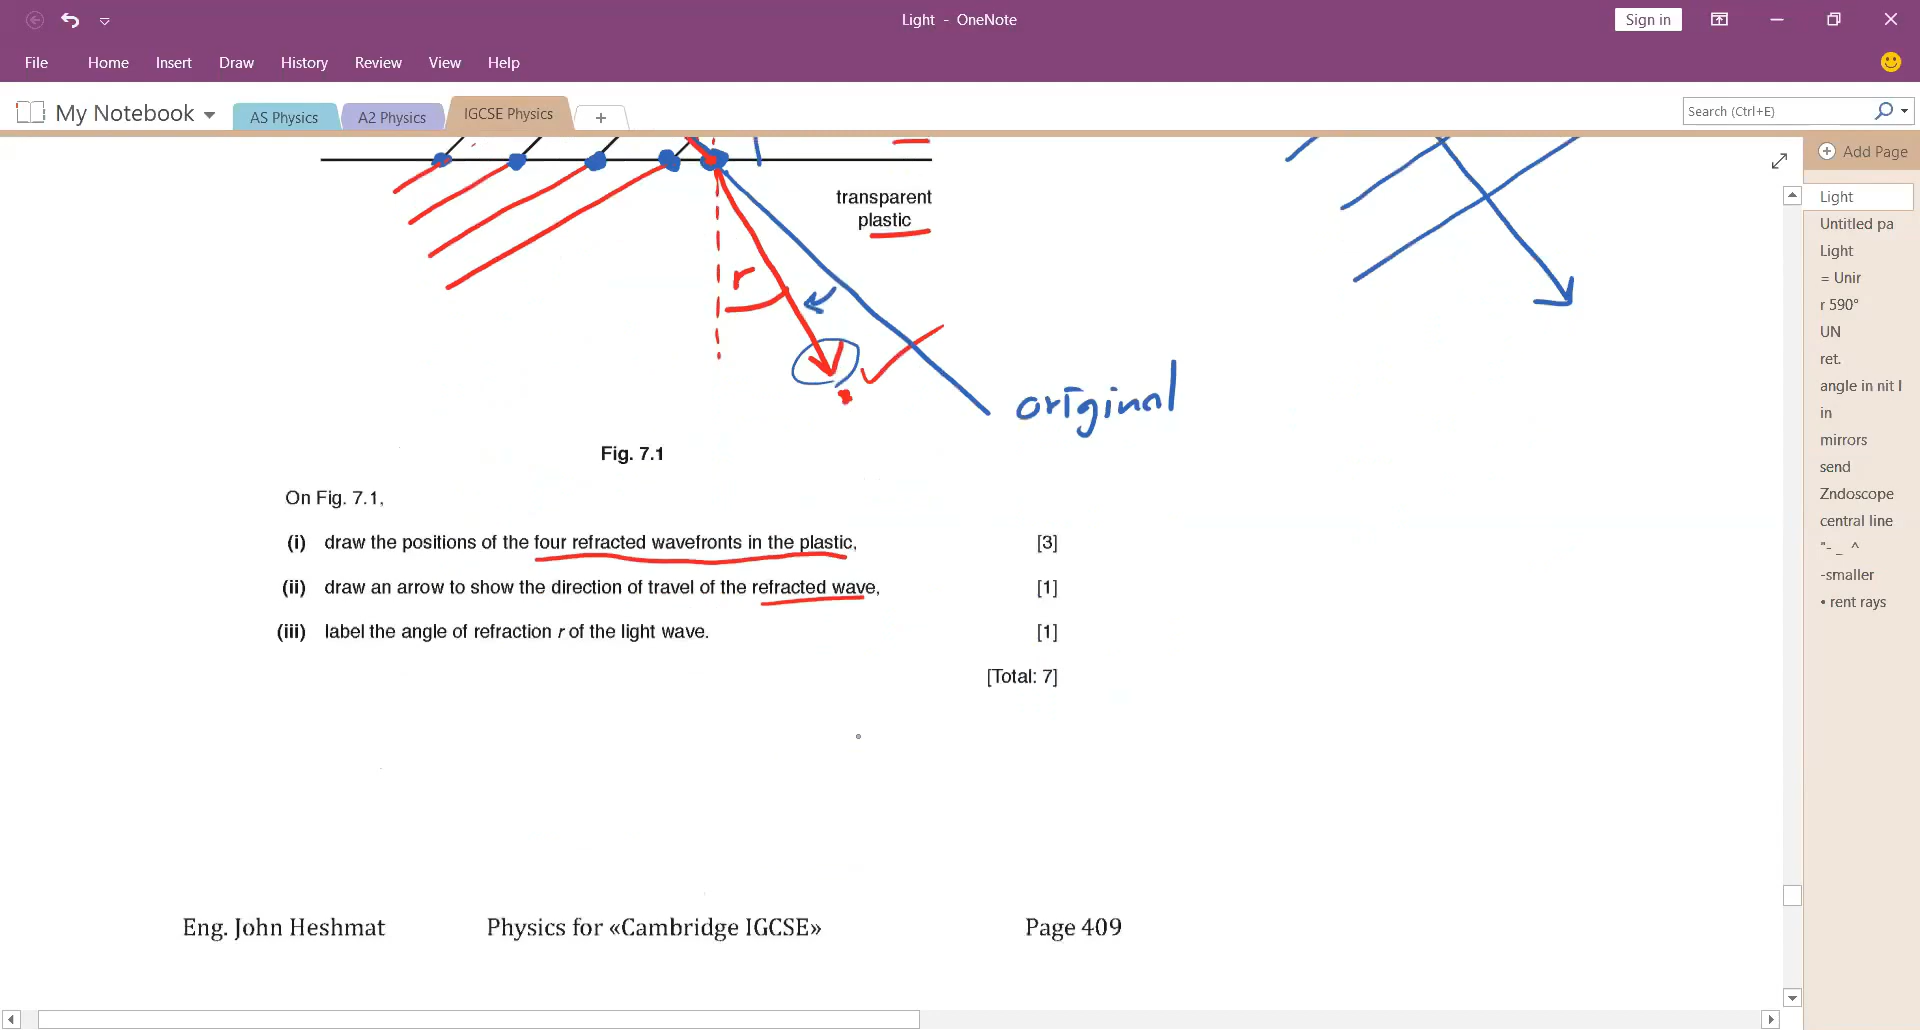 Light - OneNote
Sign in
File Home Insert Draw History Review View Help
My Notebook
AS Physics
A2 Physics
IGCSE Physics
+
Search (Ctrl+E)
Add Page
Light
Untitled pa
Light
= Unir
r 590°
UN
ret.
angle in nit I
in
mirrors
send
Zndoscope
central line
"- _ ^
-smaller
• rent rays
transparent
plastic
r
original
Fig. 7.1
On Fig. 7.1,
(i) draw the positions of the four refracted wavefronts in the plastic, [3]
(ii) draw an arrow to show the direction of travel of the refracted wave, [1]
(iii) label the angle of refraction r of the light wave. [1]
[Total: 7]
Eng. John Heshmat Physics for «Cambridge IGCSE» Page 409